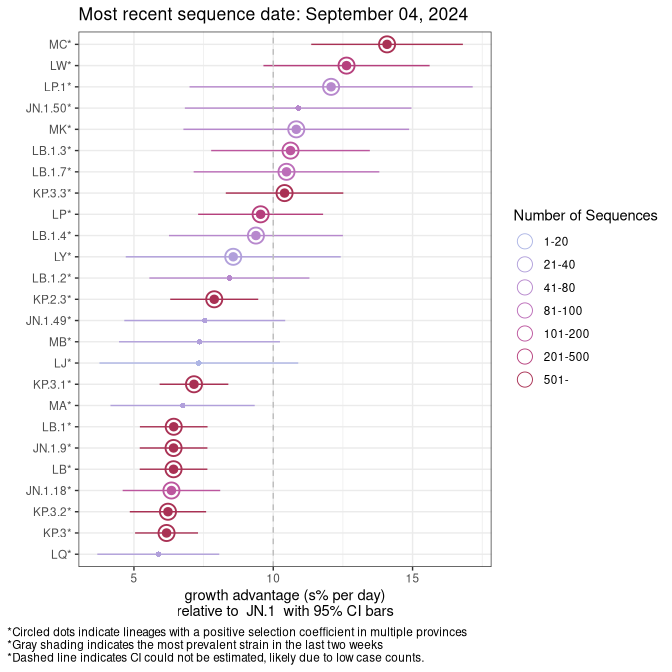 Most recent sequence date: September 04, 2024
MC*
LW*
LP.1*
JN.1.50*
MK*
LB.1.3*
LB.1.7*
KP.3.3*
LP*
LB.1.4*
LY*
LB.1.2*
KP.2.3*
JN.1.49*
MB*
LJ*
KP.3.1*
MA*
LB.1*
JN.1.9*
LB*
JN.1.18*
KP.3.2*
KP.3*
LQ*
5 10 15
growth advantage (s% per day)
relative to JN.1 with 95% CI bars
Number of Sequences
1-20
21-40
41-80
81-100
101-200
201-500
501-
*Circled dots indicate lineages with a positive selection coefficient in multiple provinces
*Gray shading indicates the most prevalent strain in the last two weeks
*Dashed line indicates CI could not be estimated, likely due to low case counts.